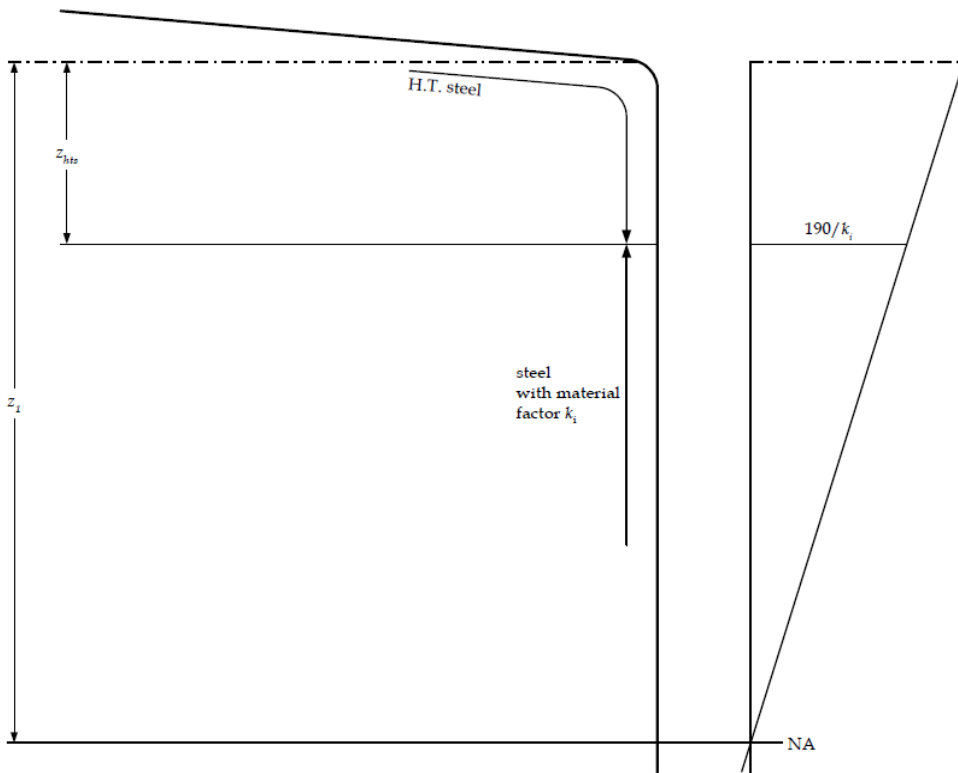 H.T. steel
z_hts
190/k_i
steel
with material
factor k_i
z_1
NA